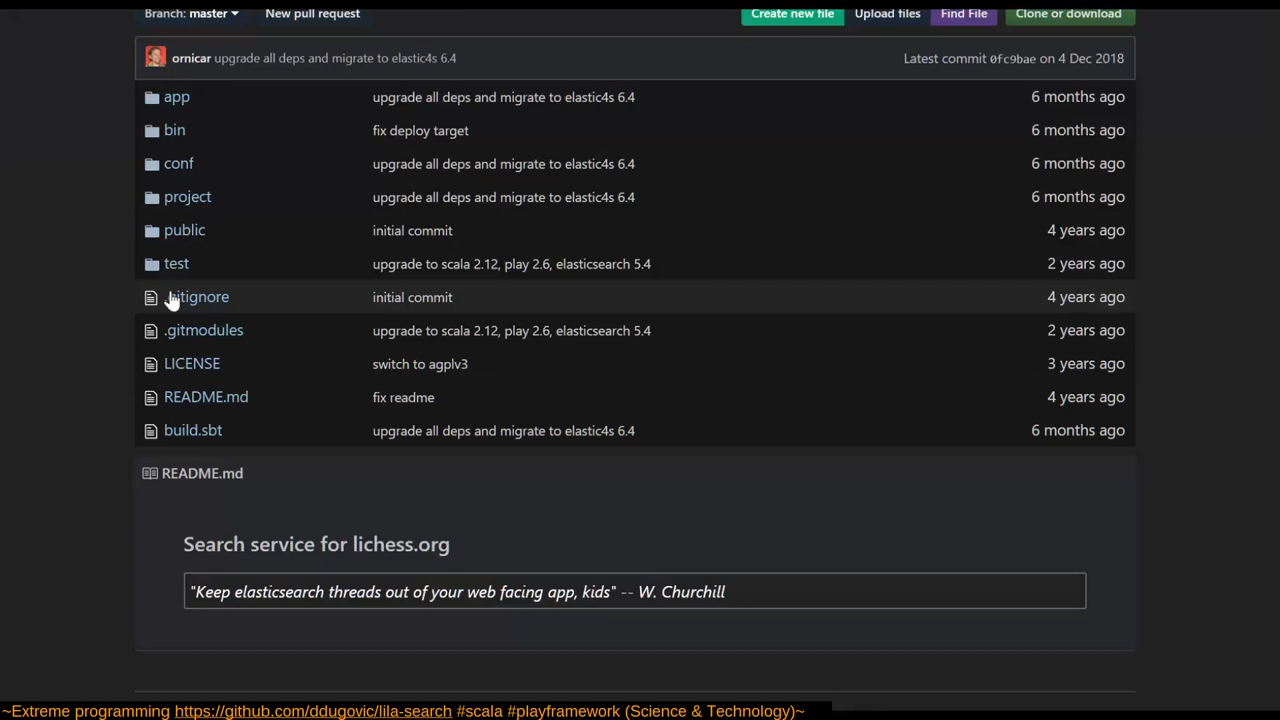 Branch: master New pull request Create new file Upload files Find File Clone or download
ornicar upgrade all deps and migrate to elastic4s 6.4 Latest commit 0fc9bae on 4 Dec 2018
app upgrade all deps and migrate to elastic4s 6.4 6 months ago
bin fix deploy target 6 months ago
conf upgrade all deps and migrate to elastic4s 6.4 6 months ago
project upgrade all deps and migrate to elastic4s 6.4 6 months ago
public initial commit 4 years ago
test upgrade to scala 2.12, play 2.6, elasticsearch 5.4 2 years ago
.gitignore initial commit 4 years ago
.gitmodules upgrade to scala 2.12, play 2.6, elasticsearch 5.4 2 years ago
LICENSE switch to agplv3 3 years ago
README.md fix readme 4 years ago
build.sbt upgrade all deps and migrate to elastic4s 6.4 6 months ago
README.md
Search service for lichess.org
"Keep elasticsearch threads out of your web facing app, kids" -- W. Churchill
~Extreme programming https://github.com/ddugovic/lila-search #scala #playframework (Science & Technology)~